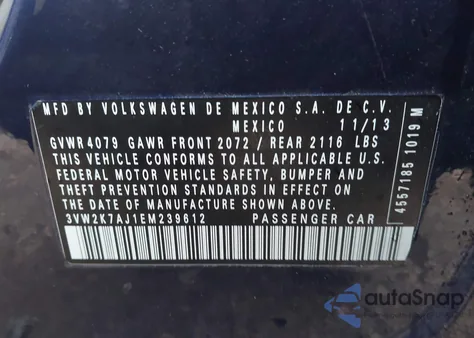 MFD BY VOLKSWAGEN DE MEXICO S.A. DE C.V.
MEXICO 11/13
GVWR 4079 GAWR FRONT 2072 / REAR 2116 LBS
THIS VEHICLE CONFORMS TO ALL APPLICABLE U.S.
FEDERAL MOTOR VEHICLE SAFETY, BUMPER AND
THEFT PREVENTION STANDARDS IN EFFECT ON
THE DATE OF MANUFACTURE SHOWN ABOVE.
3VW2K7AJ1EM239612 PASSENGER CAR
4557185 1019 M
autoSnap